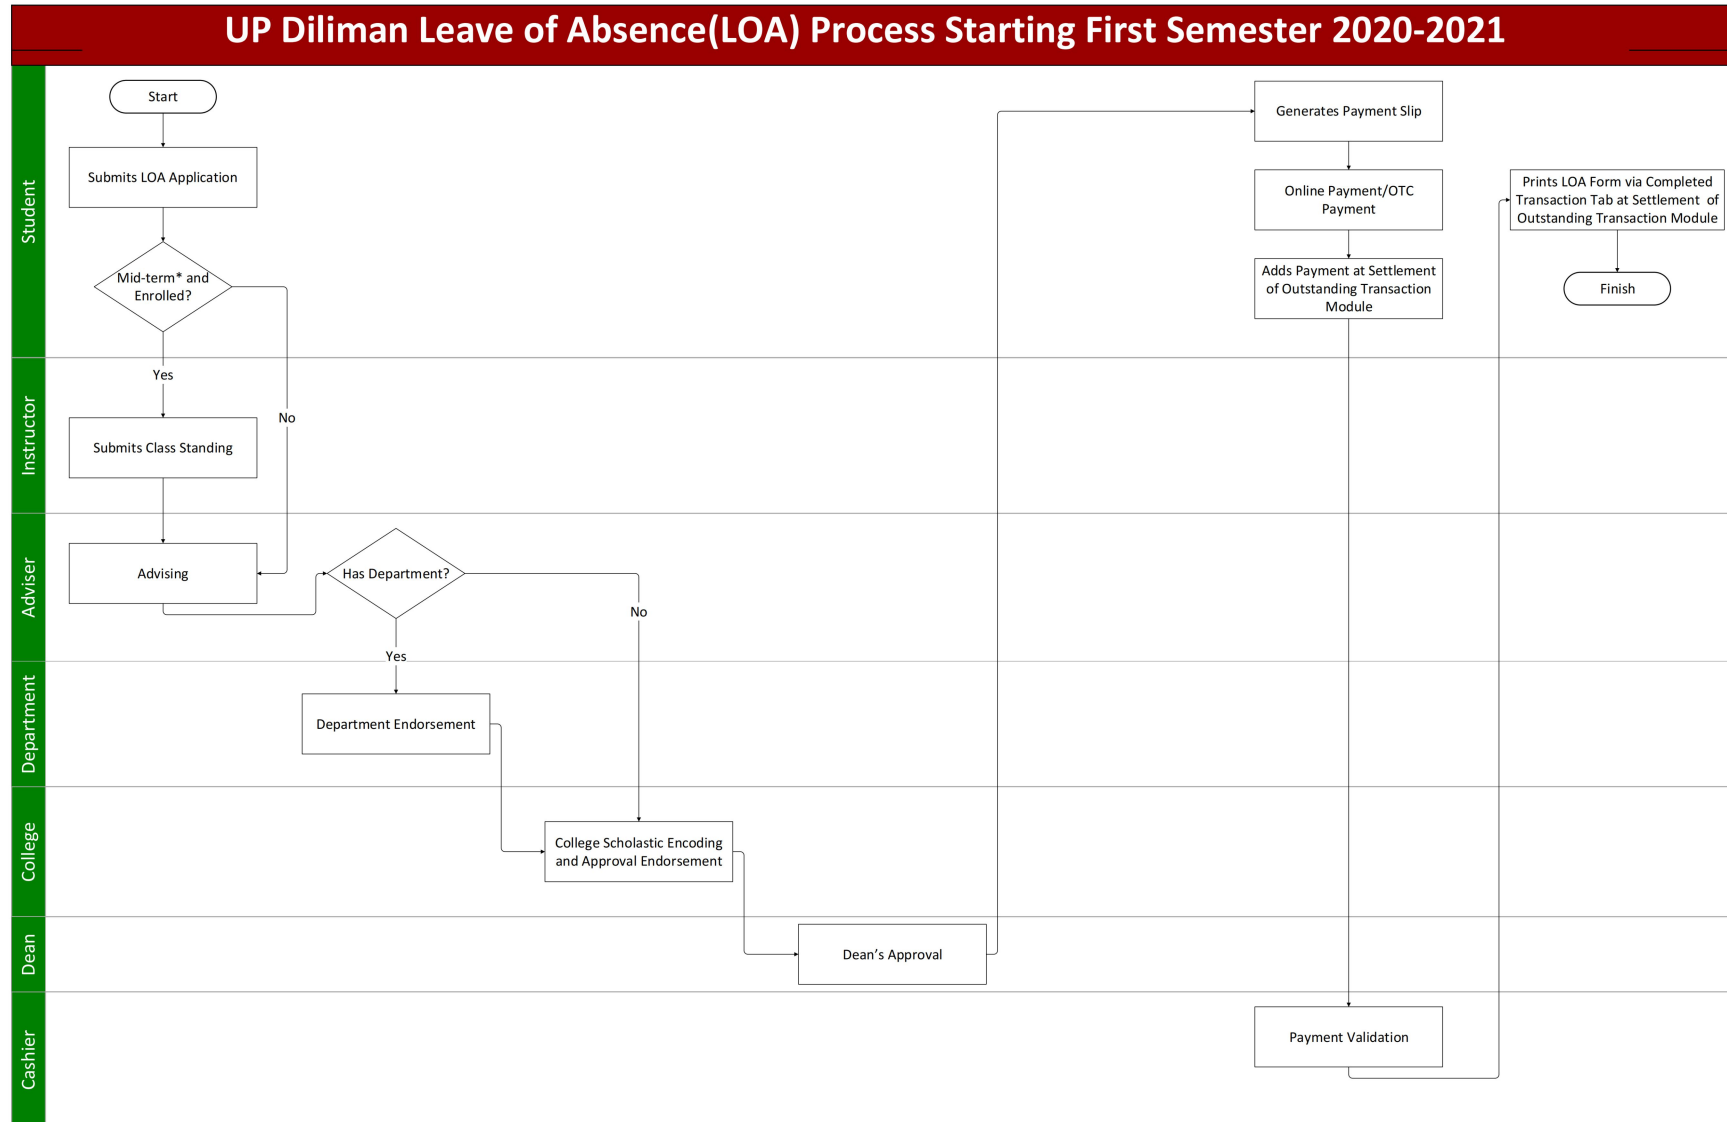 UP Diliman Leave of Absence(LOA) Process Starting First Semester 2020-2021
Student
Start
Submits LOA Application
Mid-term* and
Enrolled?
Yes
No
Generates Payment Slip
Online Payment/OTC
Payment
Adds Payment at Settlement
of Outstanding Transaction
Module
Prints LOA Form via Completed
Transaction Tab at Settlement of
Outstanding Transaction Module
Finish
Instructor
Submits Class Standing
Adviser
Advising
Has Department?
No
Yes
Department
Department Endorsement
College
College Scholastic Encoding
and Approval Endorsement
Dean
Dean’s Approval
Cashier
Payment Validation